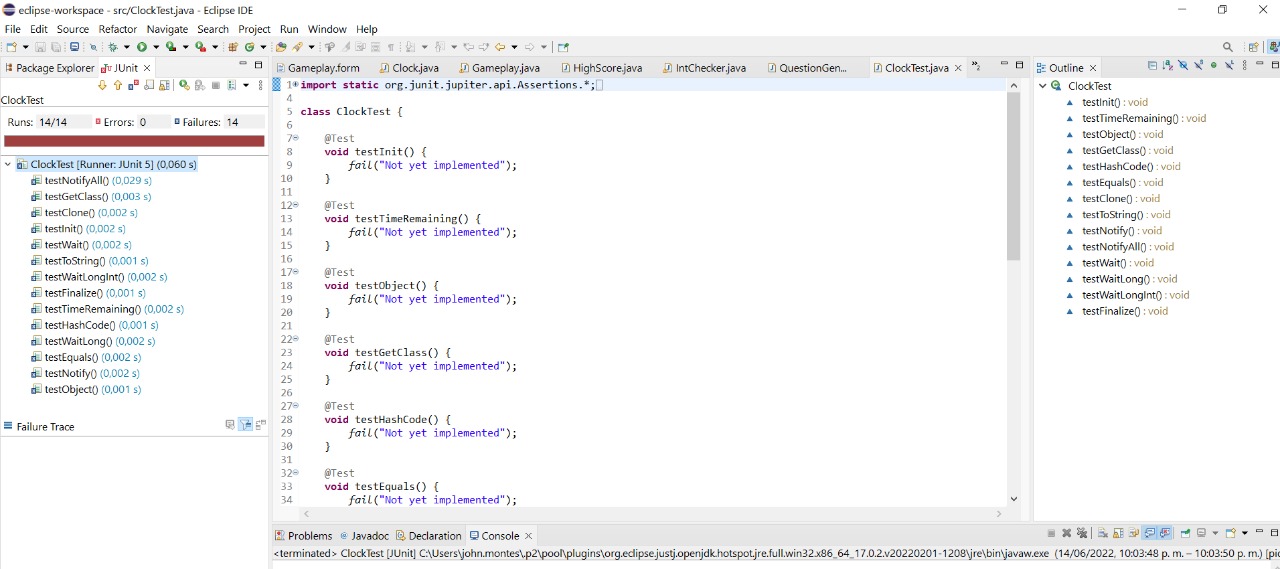 eclipse-workspace - src/ClockTest.java - Eclipse IDE
File Edit Source Refactor Navigate Search Project Run Window Help
Package Explorer JUnit
Gameplay.form Clock.java Gameplay.java HighScore.java IntChecker.java QuestionGen... ClockTest.java 2
Outline
ClockTest
Runs: 14/14 Errors: 0 Failures: 14
ClockTest [Runner: JUnit 5] (0,060 s)
testNotifyAll() (0,029 s)
testGetClass() (0,003 s)
testClone() (0,002 s)
testInit() (0,002 s)
testWait() (0,002 s)
testToString() (0,001 s)
testWaitLongInt() (0,002 s)
testFinalize() (0,001 s)
testTimeRemaining() (0,002 s)
testHashCode() (0,001 s)
testWaitLong() (0,002 s)
testEquals() (0,002 s)
testNotify() (0,002 s)
testObject() (0,001 s)
Failure Trace
1 import static org.junit.jupiter.api.Assertions.*;
4
5 class ClockTest {
6
7 @Test
8 void testInit() {
9 fail("Not yet implemented");
10 }
11
12 @Test
13 void testTimeRemaining() {
14 fail("Not yet implemented");
15 }
16
17 @Test
18 void testObject() {
19 fail("Not yet implemented");
20 }
21
22 @Test
23 void testGetClass() {
24 fail("Not yet implemented");
25 }
26
27 @Test
28 void testHashCode() {
29 fail("Not yet implemented");
30 }
31
32 @Test
33 void testEquals() {
34 fail("Not yet implemented");
ClockTest
testInit() : void
testTimeRemaining() : void
testObject() : void
testGetClass() : void
testHashCode() : void
testEquals() : void
testClone() : void
testToString() : void
testNotify() : void
testNotifyAll() : void
testWait() : void
testWaitLong() : void
testWaitLongInt() : void
testFinalize() : void
Problems Javadoc Declaration Console
<terminated> ClockTest [JUnit] C:\Users\john.montes\.p2\pool\plugins\org.eclipse.justj.openjdk.hotspot.jre.full.win32.x86_64_17.0.2.v20220201-1208\jre\bin\javaw.exe (14/06/2022, 10:03:48 p. m. – 10:03:50 p. m.) [pic